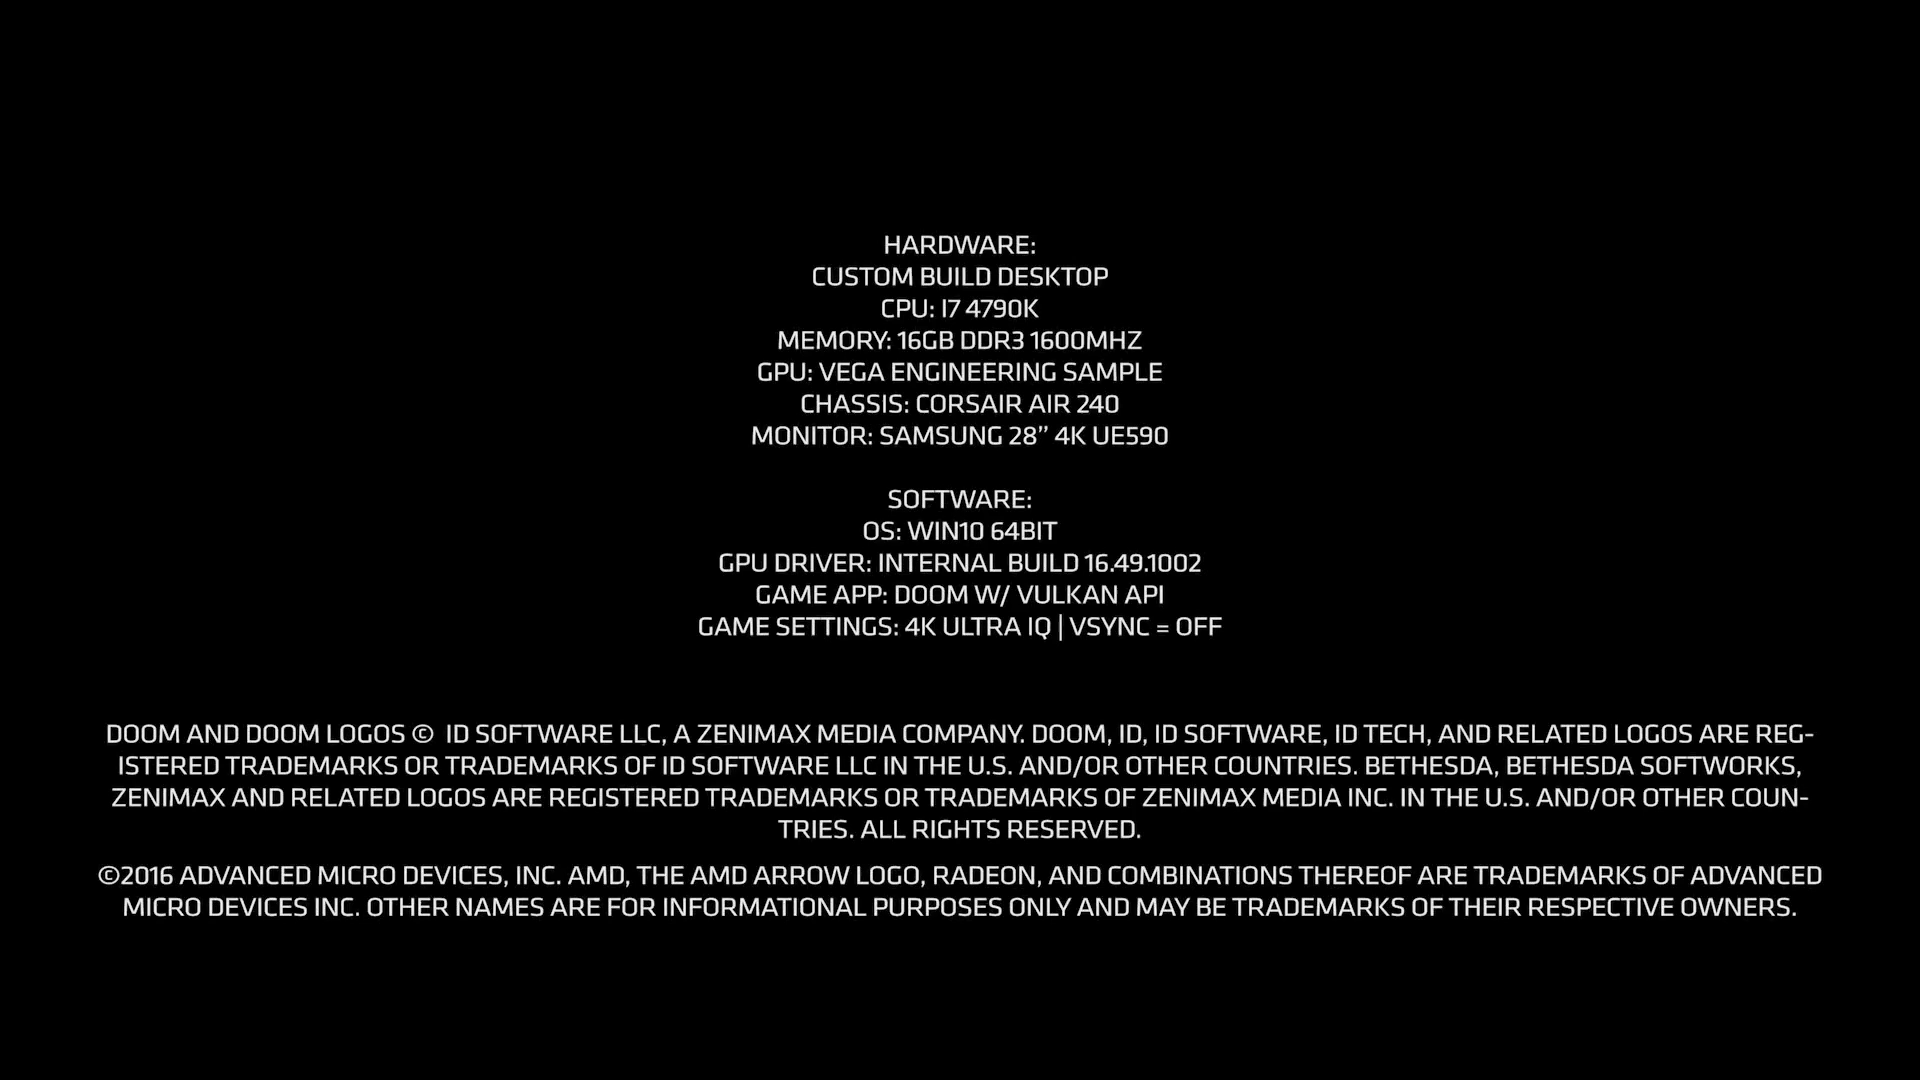 HARDWARE:
CUSTOM BUILD DESKTOP
CPU: I7 4790K
MEMORY: 16GB DDR3 1600MHZ
GPU: VEGA ENGINEERING SAMPLE
CHASSIS: CORSAIR AIR 240
MONITOR: SAMSUNG 28” 4K UE590
SOFTWARE:
OS: WIN10 64BIT
GPU DRIVER: INTERNAL BUILD 16.49.1002
GAME APP: DOOM W/ VULKAN API
GAME SETTINGS: 4K ULTRA IQ | VSYNC = OFF
DOOM AND DOOM LOGOS © ID SOFTWARE LLC, A ZENIMAX MEDIA COMPANY. DOOM, ID, ID SOFTWARE, ID TECH, AND RELATED LOGOS ARE REG-
ISTERED TRADEMARKS OR TRADEMARKS OF ID SOFTWARE LLC IN THE U.S. AND/OR OTHER COUNTRIES. BETHESDA, BETHESDA SOFTWORKS,
ZENIMAX AND RELATED LOGOS ARE REGISTERED TRADEMARKS OR TRADEMARKS OF ZENIMAX MEDIA INC. IN THE U.S. AND/OR OTHER COUN-
TRIES. ALL RIGHTS RESERVED.
©2016 ADVANCED MICRO DEVICES, INC. AMD, THE AMD ARROW LOGO, RADEON, AND COMBINATIONS THEREOF ARE TRADEMARKS OF ADVANCED
MICRO DEVICES INC. OTHER NAMES ARE FOR INFORMATIONAL PURPOSES ONLY AND MAY BE TRADEMARKS OF THEIR RESPECTIVE OWNERS.